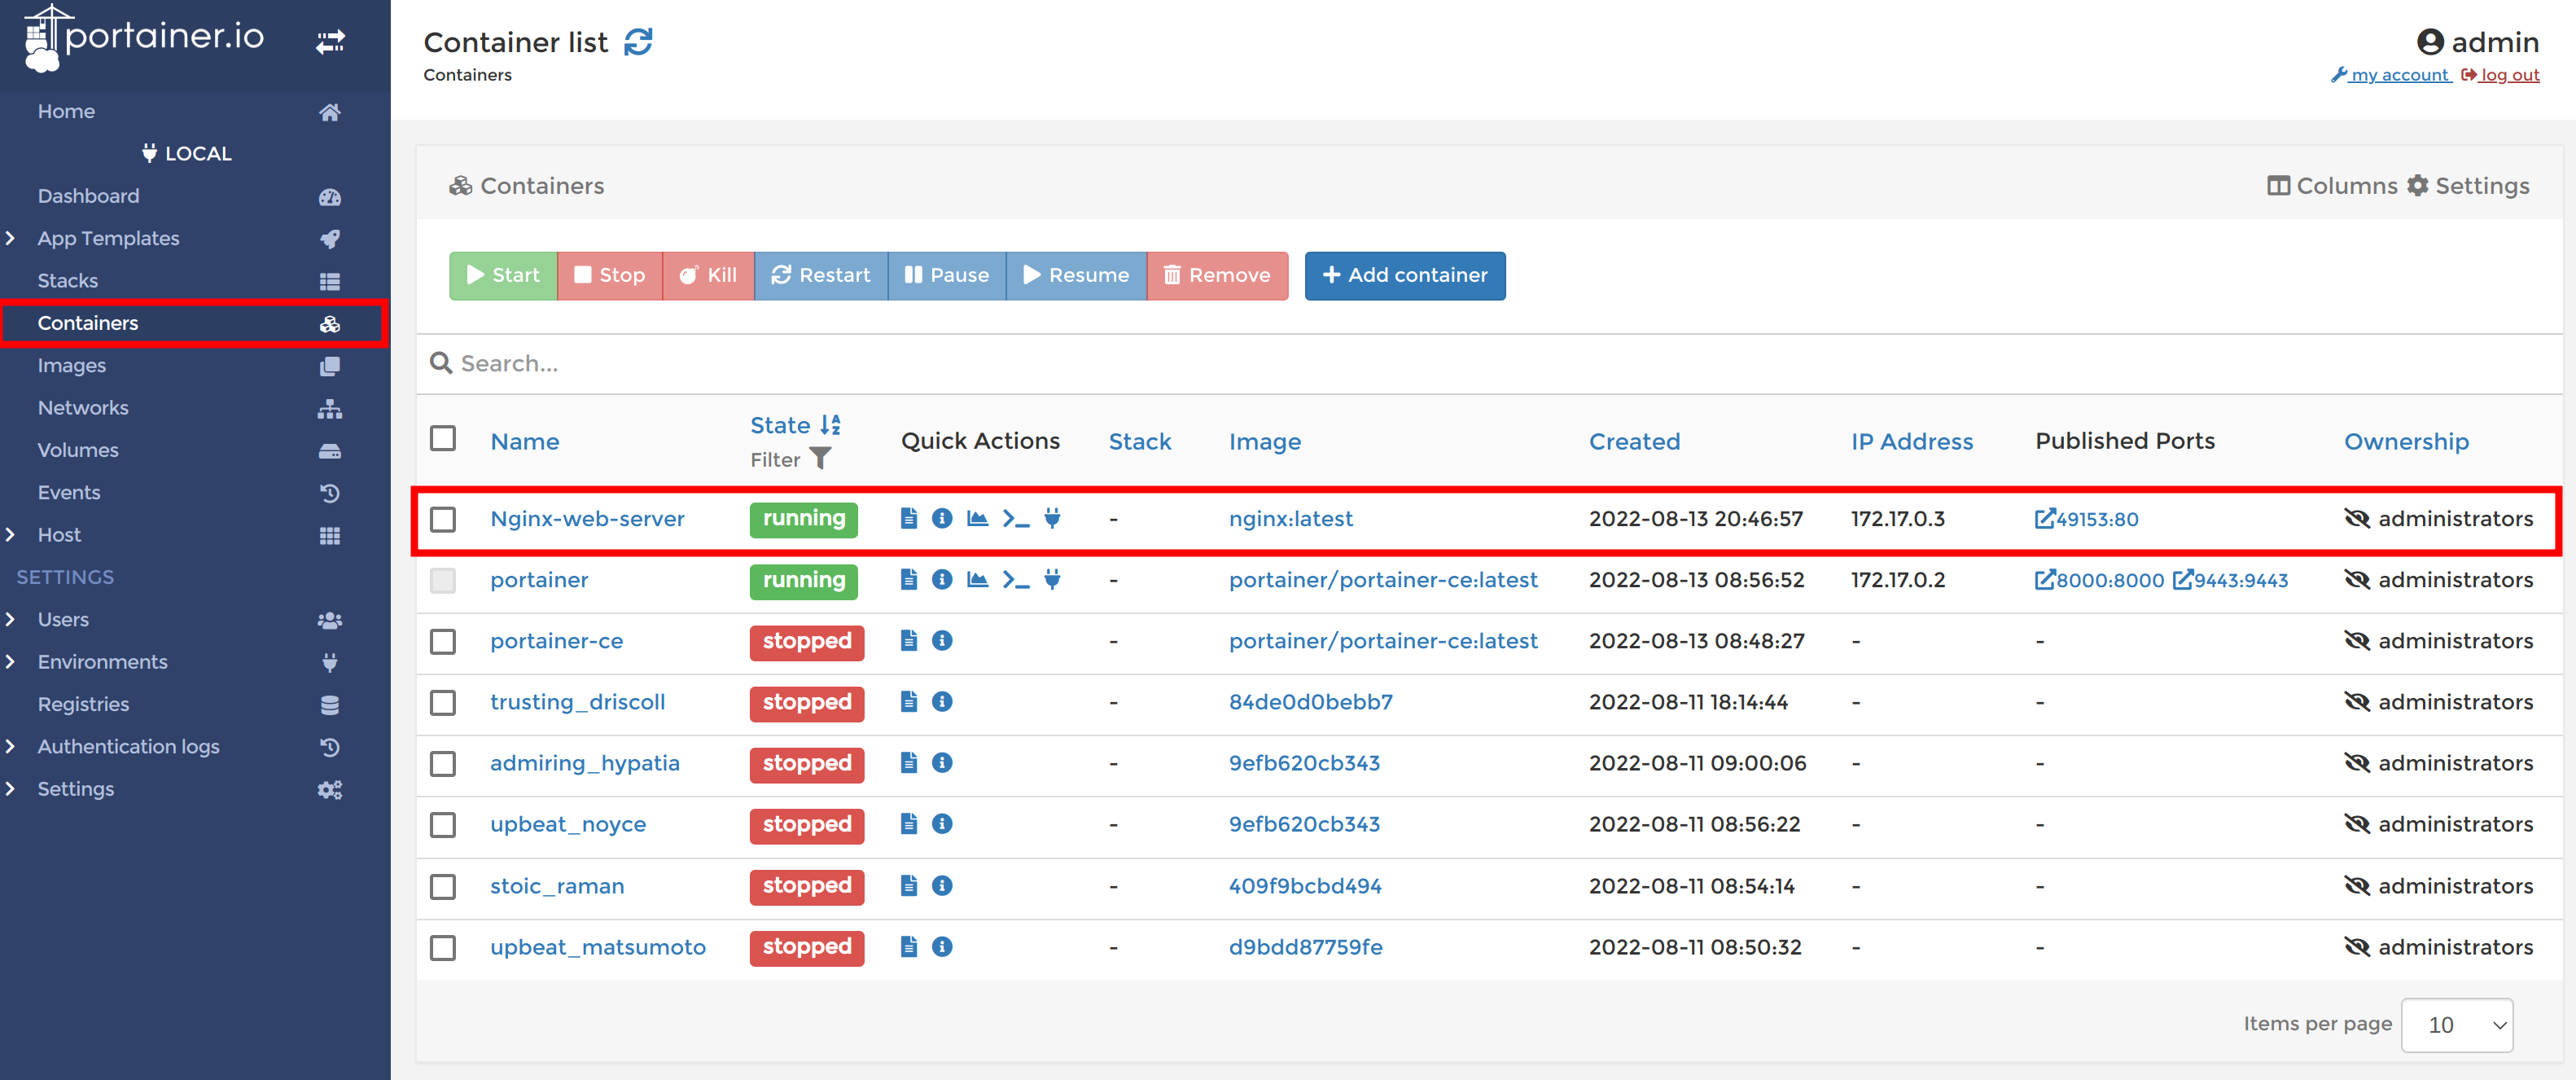 portainer.io
Home
LOCAL
Dashboard
App Templates
Stacks
Containers
Images
Networks
Volumes
Events
Host
SETTINGS
Users
Environments
Registries
Authentication logs
Settings
Container list
Containers
admin
my account log out
Containers
Columns Settings
Start Stop Kill Restart Pause Resume Remove Add container
Search...
Name State Filter Quick Actions Stack Image Created IP Address Published Ports Ownership
Nginx-web-server running - nginx:latest 2022-08-13 20:46:57 172.17.0.3 49153:80 administrators
portainer running - portainer/portainer-ce:latest 2022-08-13 08:56:52 172.17.0.2 8000:8000 9443:9443 administrators
portainer-ce stopped - portainer/portainer-ce:latest 2022-08-13 08:48:27 - - administrators
trusting_driscoll stopped - 84de0d0bebb7 2022-08-11 18:14:44 - - administrators
admiring_hypatia stopped - 9efb620cb343 2022-08-11 09:00:06 - - administrators
upbeat_noyce stopped - 9efb620cb343 2022-08-11 08:56:22 - - administrators
stoic_raman stopped - 409f9bcbd494 2022-08-11 08:54:14 - - administrators
upbeat_matsumoto stopped - d9bdd87759fe 2022-08-11 08:50:32 - - administrators
Items per page 10